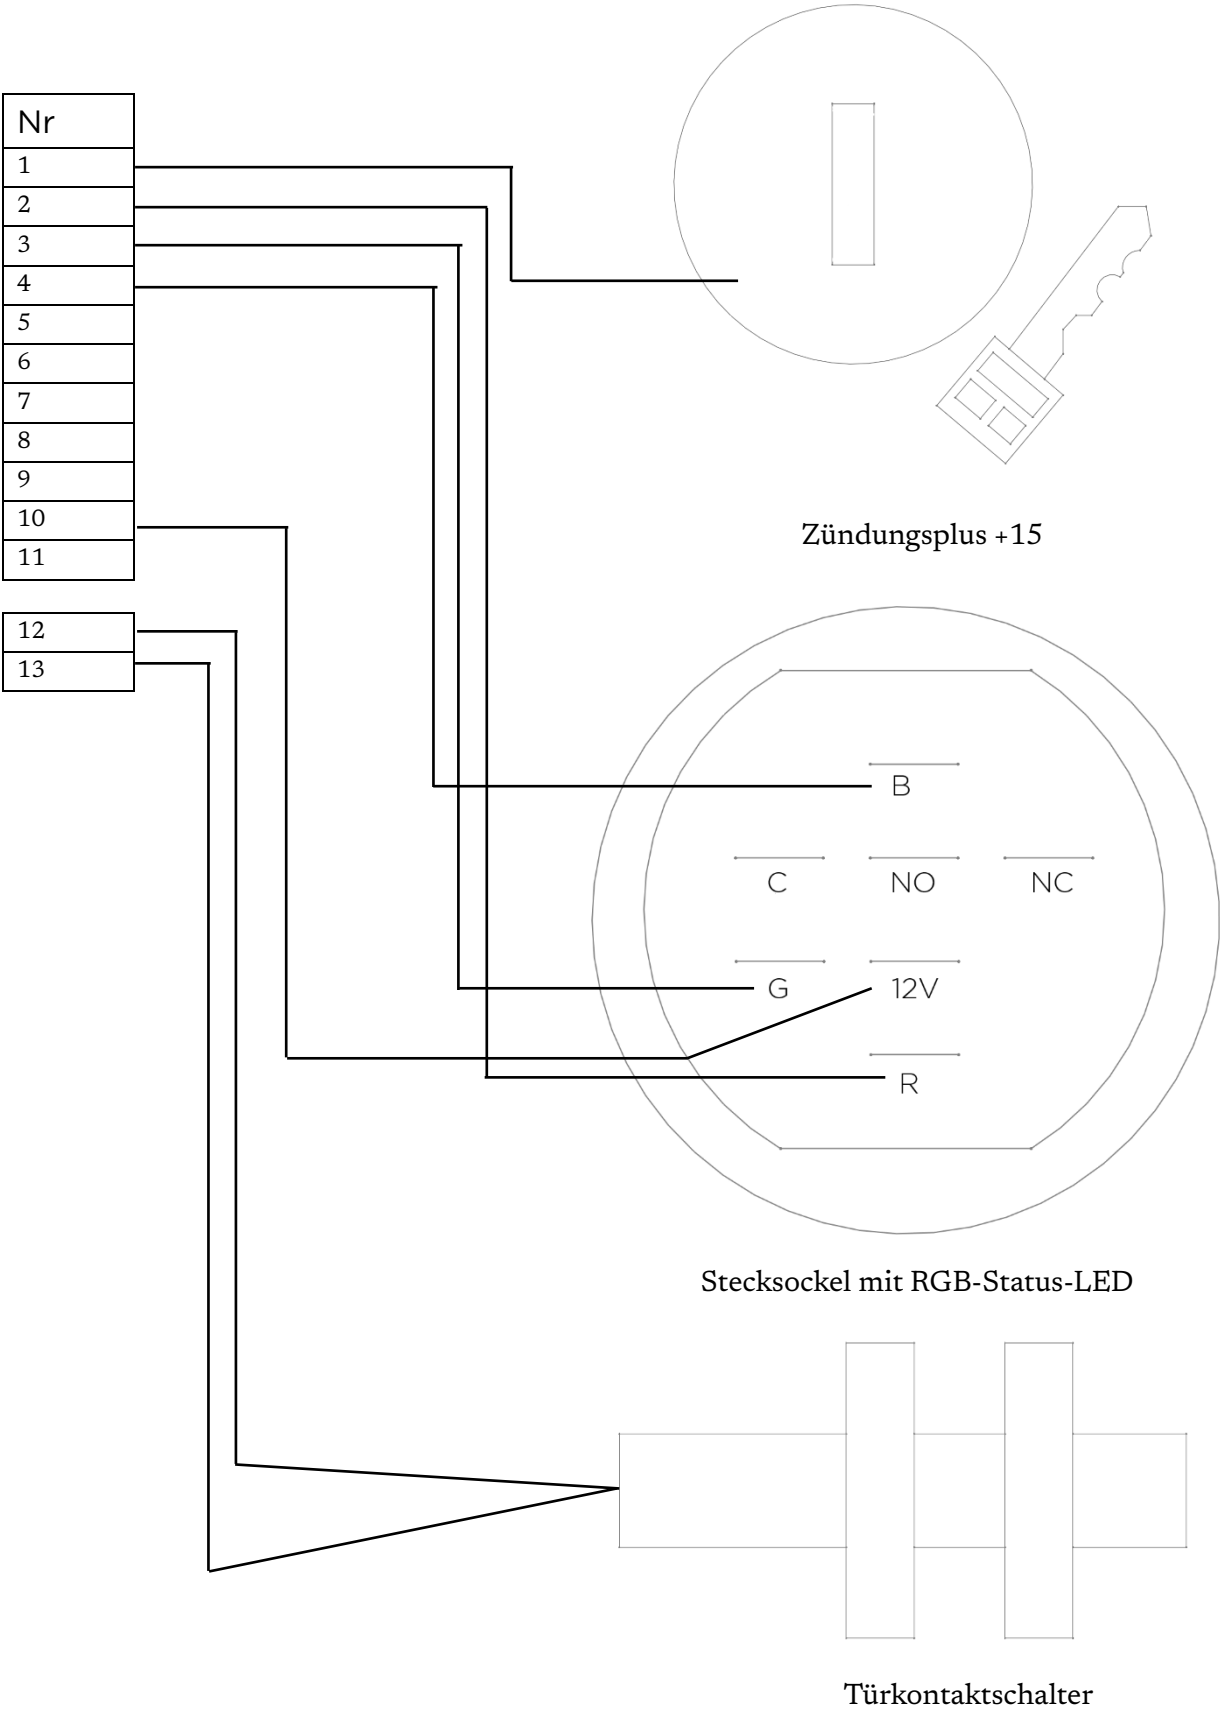 Nr
1
2
3
4
5
6
7
8
9
10
11
12
13
Zündungsplus +15
B
C NO NC
G 12V
R
Stecksockel mit RGB-Status-LED
Türkontaktschalter